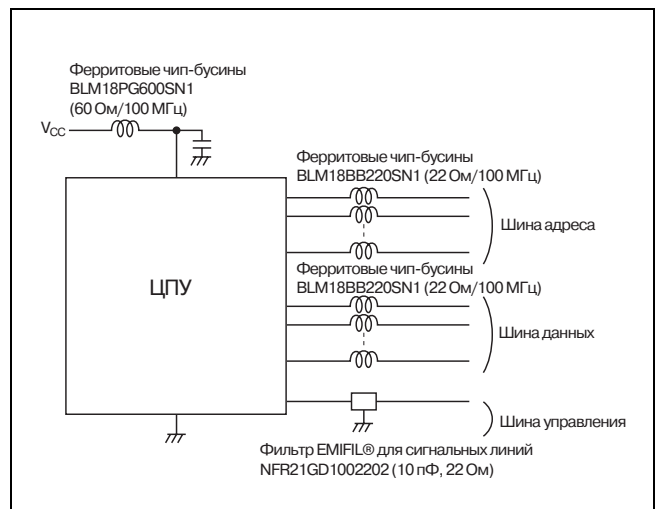 Ферритовые чип-бусины
BLM18PG600SN1
(60 Ом/100 МГц)
VCC
Ферритовые чип-бусины
BLM18BB220SN1 (22 Ом/100 МГц)
Шина адреса
Ферритовые чип-бусины
BLM18BB220SN1 (22 Ом/100 МГц)
ЦПУ
Шина данных
Шина управления
Фильтр EMIFIL® для сигнальных линий
NFR21GD1002202 (10 пФ, 22 Ом)